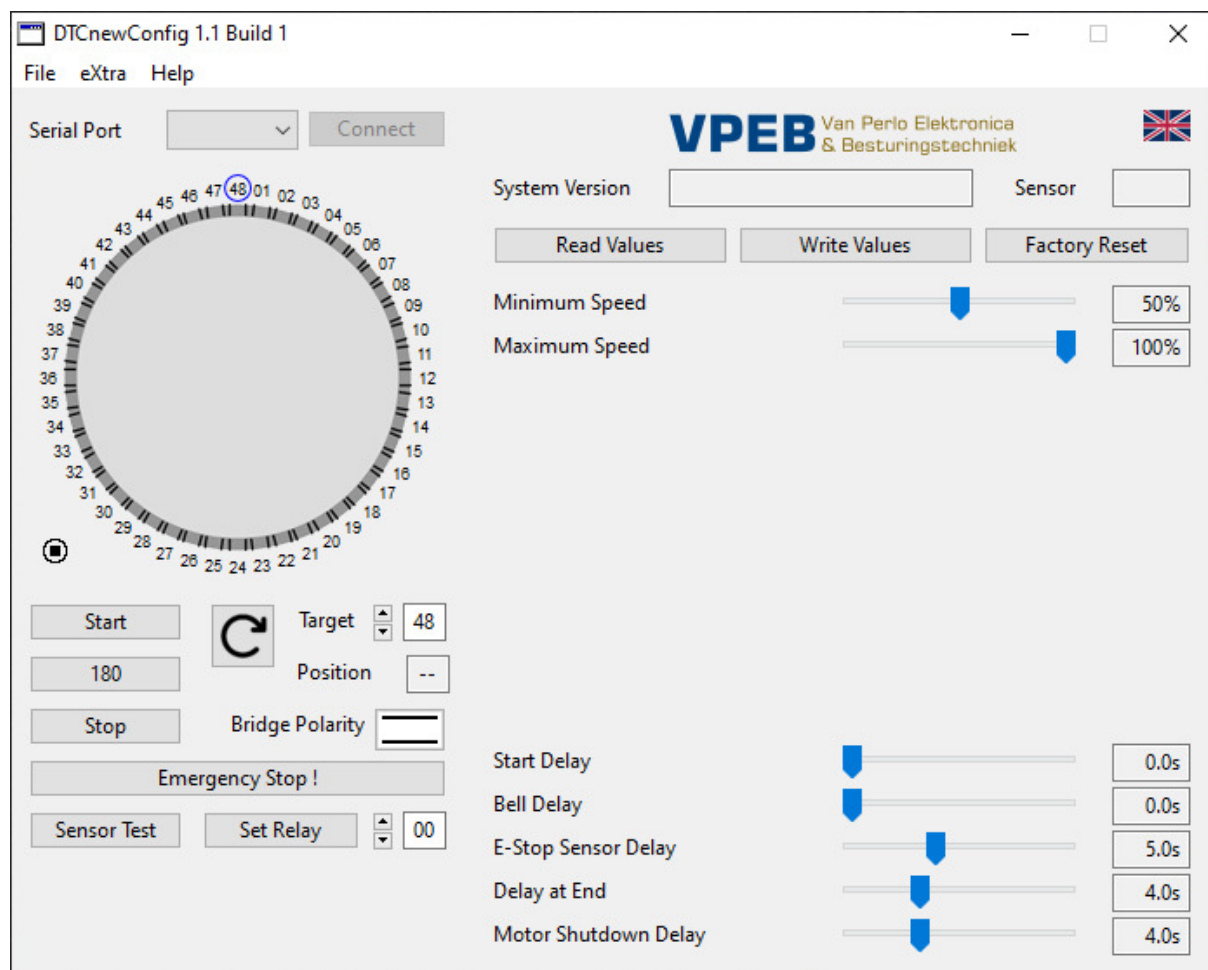 DTCnewConfig 1.1 Build 1
File eXtra Help
Serial Port Connect
VPEB Van Perlo Elektronica
& Besturingstechniek
47 48 01 02 03 04 05 06 07 08 09 10 11 12 13 14 15 16 17 18 19 20 21 22 23 24 25 26 27 28 29 30 31 32 33 34 35 36 37 38 39 40 41 42 43 44 45 46
System Version Sensor
Read Values Write Values Factory Reset
Minimum Speed 50%
Maximum Speed 100%
Start Target 48
180 Position --
Stop Bridge Polarity
Emergency Stop !
Sensor Test Set Relay 00
Start Delay 0.0s
Bell Delay 0.0s
E-Stop Sensor Delay 5.0s
Delay at End 4.0s
Motor Shutdown Delay 4.0s